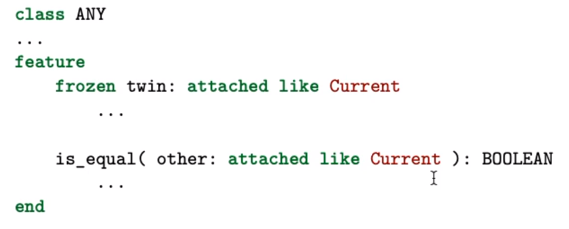 class ANY
...
feature
frozen twin: attached like Current
...
is_equal( other: attached like Current ): BOOLEAN
...
end